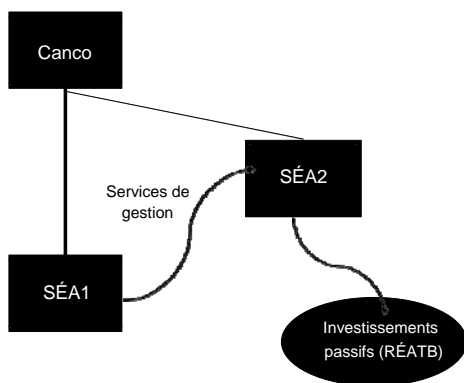 Canco
SÉA2
Services de
gestion
SÉA1
Investissements
passifs (RÉATB)